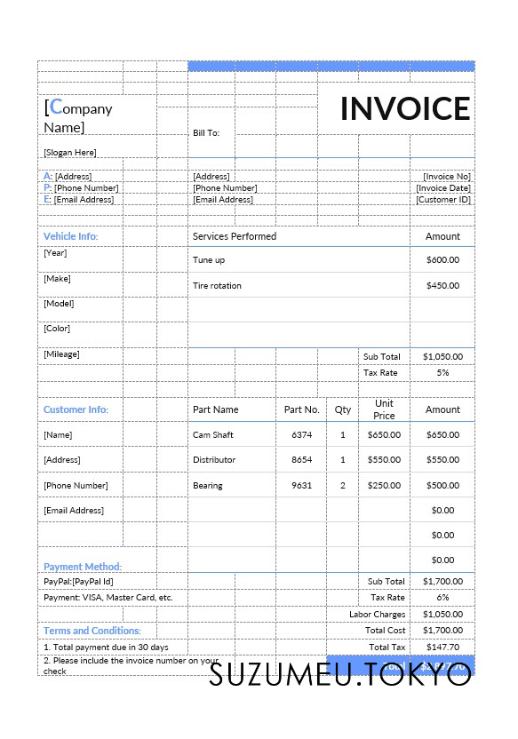 [Company
Name]
INVOICE
Bill To:
[Slogan Here]
A: [Address] [Address] [Invoice No]
P: [Phone Number] [Phone Number] [Invoice Date]
E: [Email Address] [Email Address] [Customer ID]
Vehicle Info: Services Performed Amount
[Year]
Tune up $600.00
[Make]
Tire rotation $450.00
[Model]
[Color]
[Mileage] Sub Total $1,050.00
Tax Rate 5%
Customer Info: Part Name Part No. Qty Unit Price Amount
[Name] Cam Shaft 6374 1 $650.00 $650.00
[Address] Distributor 8654 1 $550.00 $550.00
[Phone Number] Bearing 9631 2 $250.00 $500.00
[Email Address] $0.00
$0.00
$0.00
Payment Method:
PayPal:[PayPal Id] Sub Total $1,700.00
Payment: VISA, Master Card, etc. Tax Rate 6%
Labor Charges $1,050.00
Terms and Conditions: Total Cost $1,700.00
1. Total payment due in 30 days Total Tax $147.70
2. Please include the invoice number on your
check
SUZUMEU.TOKYO